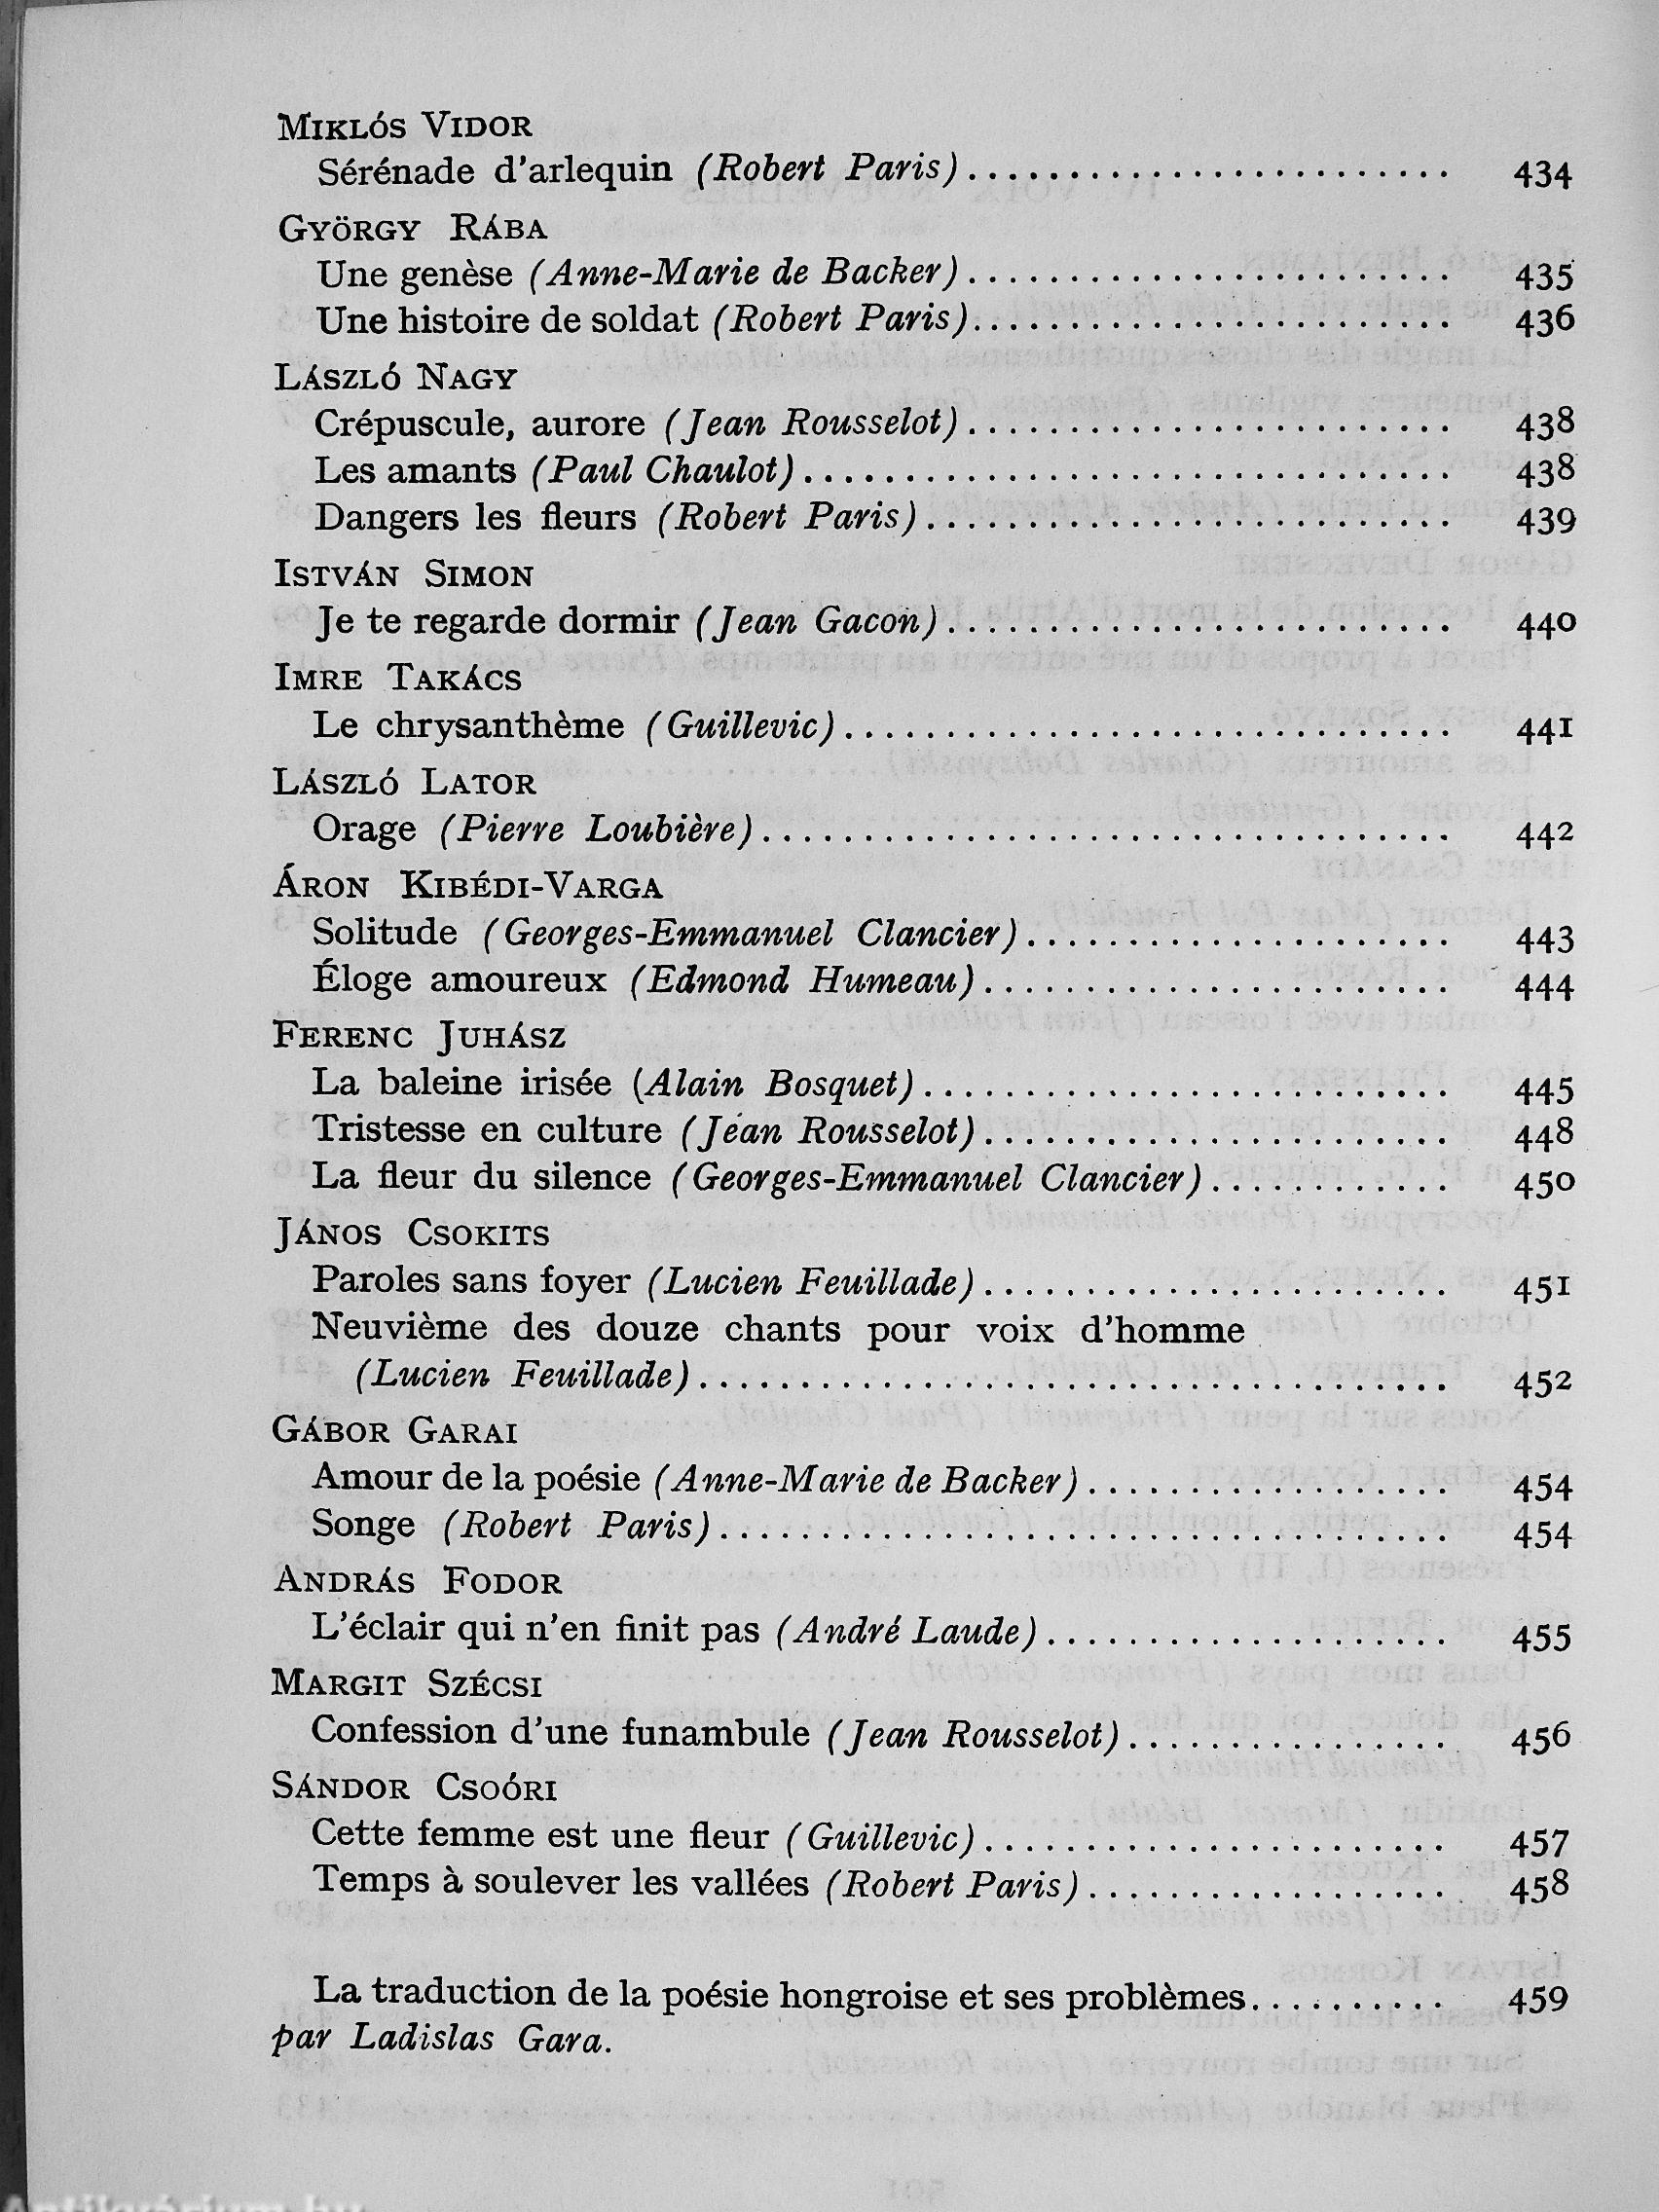 MIKLÓS VIDOR
Sérénade d'arlequin (Robert Paris)........................ 434
GYÖRGY RÁBA
Une genèse (Anne-Marie de Backer)........................ 435
Une histoire de soldat (Robert Paris)........................ 436
LÁSZLÓ NAGY
Crépuscule, aurore (Jean Rousselot)........................ 438
Les amants (Paul Chaulot)................................ 438
Dangers les fleurs (Robert Paris).......................... 439
ISTVÁN SIMON
Je te regarde dormir (Jean Gacon)......................... 440
IMRE TAKÁCS
Le chrysanthème (Guillevic).............................. 441
LÁSZLÓ LATOR
Orage (Pierre Loubière).................................. 442
ÁRON KIBÉDI-VARGA
Solitude (Georges-Emmanuel Clancier)..................... 443
Éloge amoureux (Edmond Humeau)....................... 444
FERENC JUHÁSZ
La baleine irisée (Alain Bosquet).......................... 445
Tristesse en culture (Jean Rousselot)....................... 448
La fleur du silence (Georges-Emmanuel Clancier)............ 450
JÁNOS CSOKITS
Paroles sans foyer (Lucien Feuillade)....................... 451
Neuvième des douze chants pour voix d'homme
(Lucien Feuillade)..................................... 452
GÁBOR GARAI
Amour de la poésie (Anne-Marie de Backer).................. 454
Songe (Robert Paris).................................... 454
ANDRÁS FODOR
L'éclair qui n'en finit pas (André Laude).................... 455
MARGIT SZÉCSI
Confession d'une funambule (Jean Rousselot)................ 456
SÁNDOR CSOÓRI
Cette femme est une fleur (Guillevic)....................... 457
Temps à soulever les vallées (Robert Paris).................. 458
La traduction de la poésie hongroise et ses problèmes.......... 459
par Ladislas Gara.